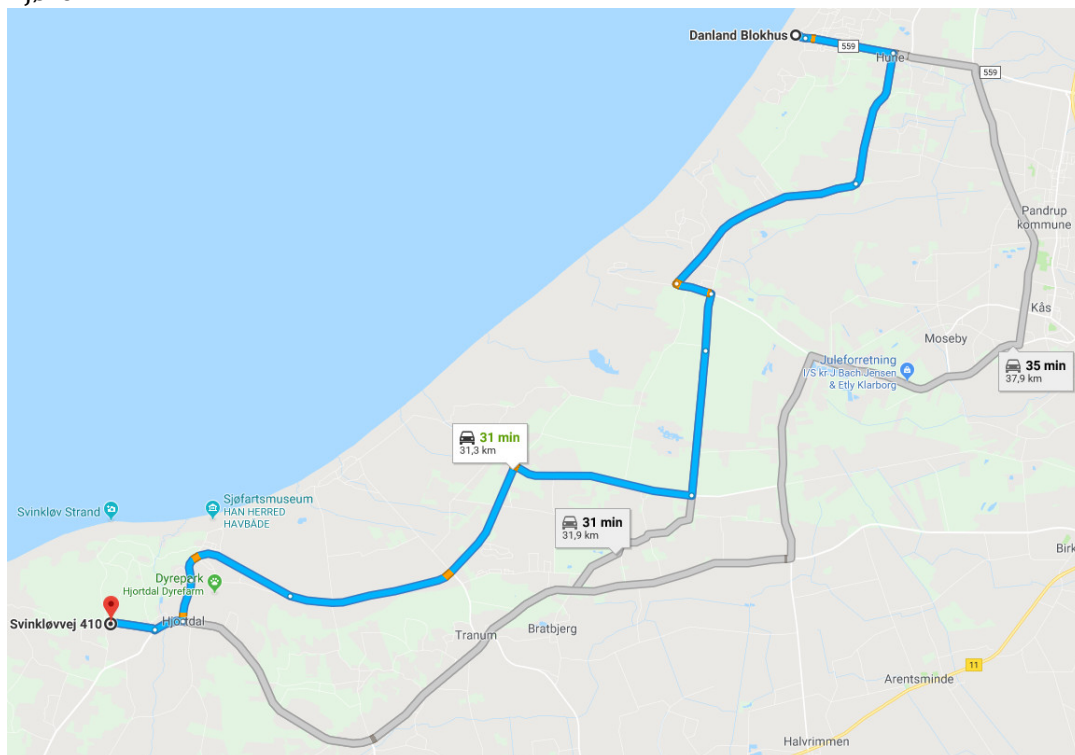 Danland Blokhus
559
Hune
559
Pandrup
kommune
Kås
Moseby
Juleforretning
I/S kr J Bach Jensen
& Etly Klarborg
35 min
37,9 km
31 min
31,3 km
Sjøfartsmuseum
HAN HERRED
HAVBÅDE
Svinkløv Strand
31 min
31,9 km
Birk
Dyrepark
Hjortdal Dyrefarm
Svinkløvvej 410
Hjortdal
Tranum
Bratbjerg
11
Arentsminde
Halvrimmen